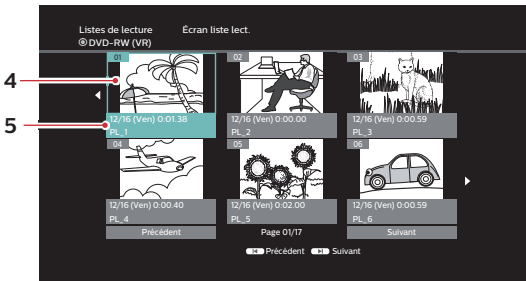 Listes de lecture Écran liste lect.
DVD-RW (VR)
01 02 03
4
12/16 (Ven) 0:01.38 12/16 (Ven) 0:00.00 12/16 (Ven) 0:00.59
5
PL_1 PL_2 PL_3
04 05 06
12/16 (Ven) 0:00.40 12/16 (Ven) 0:02.00 12/16 (Ven) 0:00.59
PL_4 PL_5 PL_6
Précédent Page 01/17 Suivant
Précédent Suivant